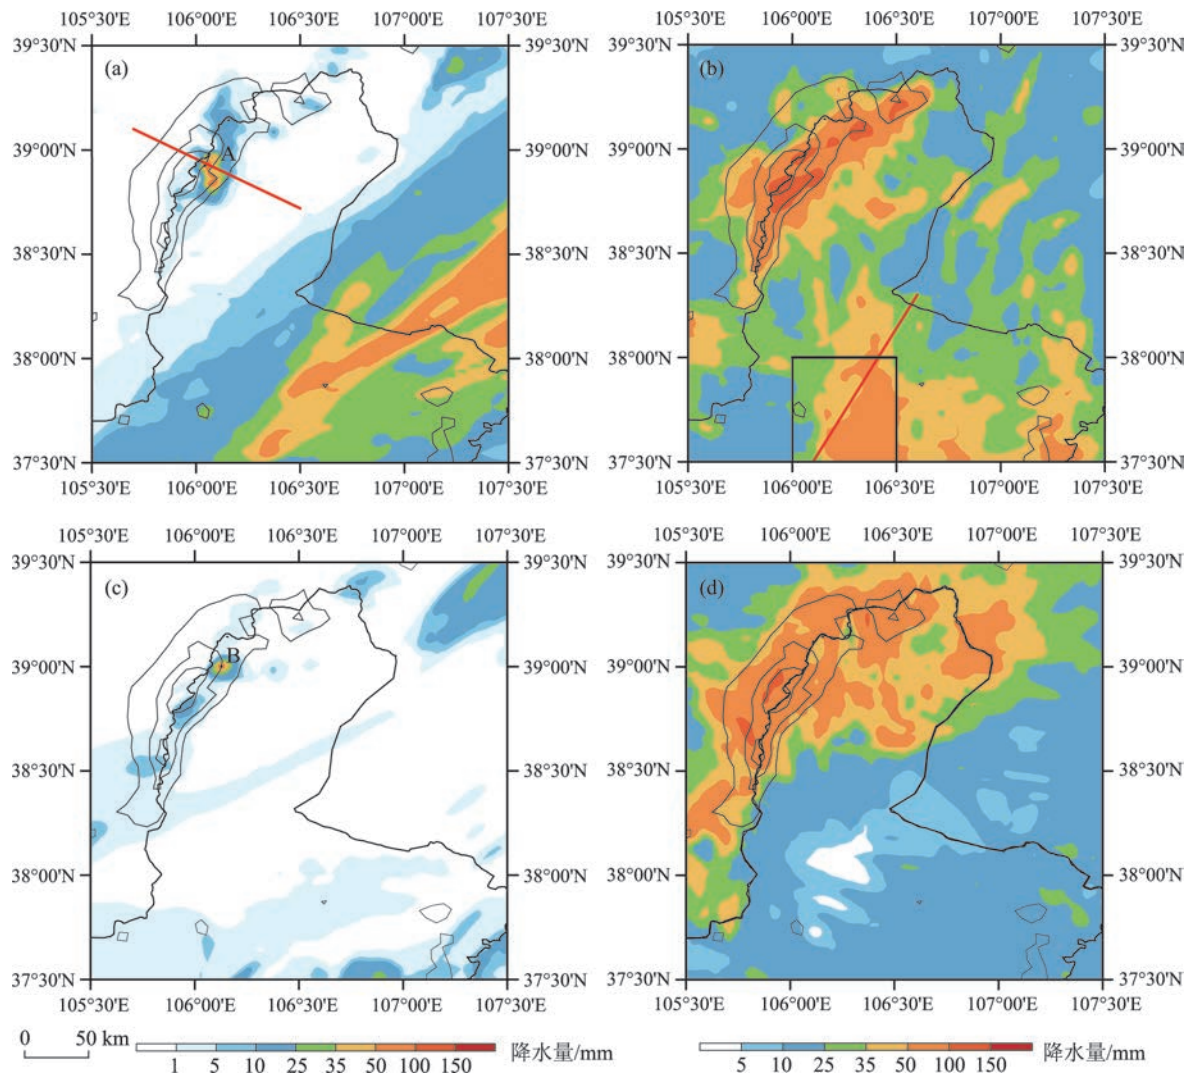 105°30'E 106°00'E 106°30'E 107°00'E 107°30'E 105°30'E 106°00'E 106°30'E 107°00'E 107°30'E
39°30'N 39°30'N 39°30'N 39°30'N
(a) (b)
39°00'N A 39°00'N 39°00'N 39°00'N
38°30'N 38°30'N 38°30'N 38°30'N
38°00'N 38°00'N 38°00'N 38°00'N
37°30'N 37°30'N 37°30'N 37°30'N
105°30'E 106°00'E 106°30'E 107°00'E 107°30'E 105°30'E 106°00'E 106°30'E 107°00'E 107°30'E
105°30'E 106°00'E 106°30'E 107°00'E 107°30'E 105°30'E 106°00'E 106°30'E 107°00'E 107°30'E
39°30'N 39°30'N 39°30'N 39°30'N
(c) (d)
39°00'N B 39°00'N 39°00'N 39°00'N
38°30'N 38°30'N 38°30'N 38°30'N
38°00'N 38°00'N 38°00'N 38°00'N
37°30'N 37°30'N 37°30'N 37°30'N
105°30'E 106°00'E 106°30'E 107°00'E 107°30'E 105°30'E 106°00'E 106°30'E 107°00'E 107°30'E
0 50 km 降水量/mm 降水量/mm
1 5 10 25 35 50 100 150 5 10 25 35 50 100 150